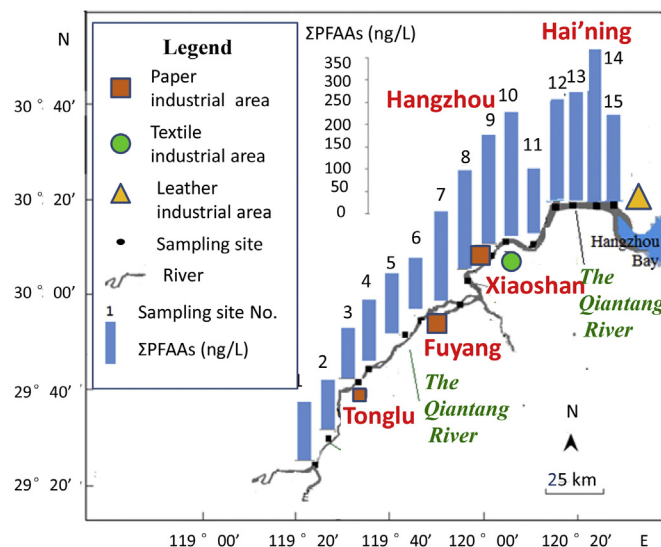 N
ΣPFAAs (ng/L)
Hai'ning
Legend
Paper
industrial area
Textile
industrial area
Leather
industrial area
Sampling site
River
1 Sampling site No.
ΣPFAAs (ng/L)
350
300
250
200
150
100
50
0
Hangzhou
1
2
3
4
5
6
7
8
9
10
11
12
13
14
15
Hangzhou
Bay
Xiaoshan
The
Qiantang
River
Fuyang
The
Qiantang
River
Tonglu
N
25 km
30° 40'
30° 20'
30° 00'
29° 40'
29° 20'
119° 00'
119° 20'
119° 40'
120° 00'
120° 20'
E